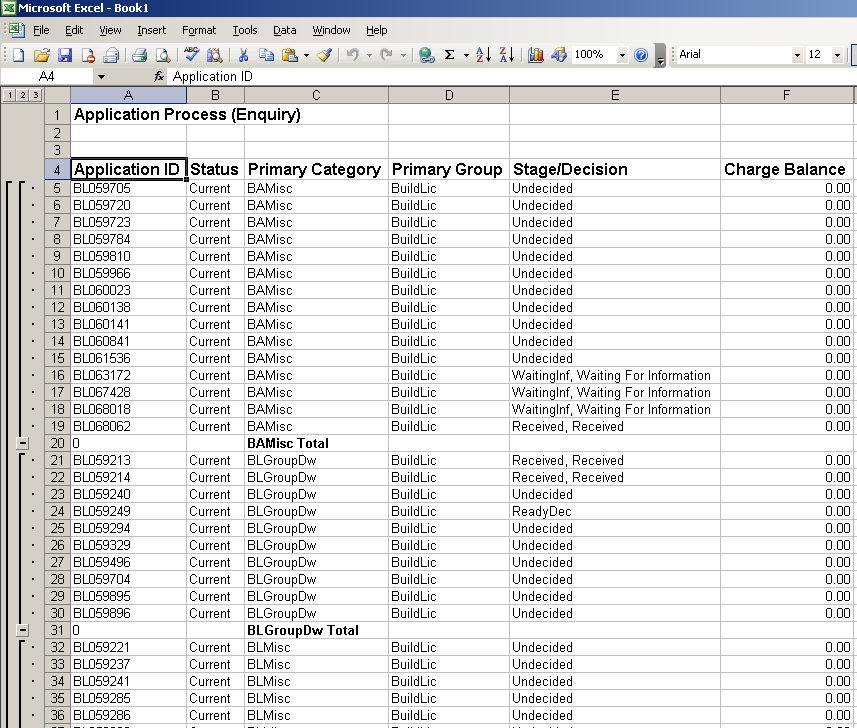 Microsoft Excel - Book1
File Edit View Insert Format Tools Data Window Help
100% Arial 12
A4 fx Application ID
1 2 3 A B C D E F
1 Application Process (Enquiry)
2
3
4 Application ID Status Primary Category Primary Group Stage/Decision Charge Balance
5 BL059705 Current BAMisc BuildLic Undecided 0.00
6 BL059720 Current BAMisc BuildLic Undecided 0.00
7 BL059723 Current BAMisc BuildLic Undecided 0.00
8 BL059784 Current BAMisc BuildLic Undecided 0.00
9 BL059810 Current BAMisc BuildLic Undecided 0.00
10 BL059966 Current BAMisc BuildLic Undecided 0.00
11 BL060023 Current BAMisc BuildLic Undecided 0.00
12 BL060138 Current BAMisc BuildLic Undecided 0.00
13 BL060141 Current BAMisc BuildLic Undecided 0.00
14 BL060841 Current BAMisc BuildLic Undecided 0.00
15 BL061536 Current BAMisc BuildLic Undecided 0.00
16 BL063172 Current BAMisc BuildLic WaitingInf, Waiting For Information 0.00
17 BL067428 Current BAMisc BuildLic WaitingInf, Waiting For Information 0.00
18 BL068018 Current BAMisc BuildLic WaitingInf, Waiting For Information 0.00
19 BL068062 Current BAMisc BuildLic Received, Received 0.00
20 0 BAMisc Total
21 BL059213 Current BLGroupDw BuildLic Received, Received 0.00
22 BL059214 Current BLGroupDw BuildLic Received, Received 0.00
23 BL059240 Current BLGroupDw BuildLic Undecided 0.00
24 BL059249 Current BLGroupDw BuildLic ReadyDec 0.00
25 BL059294 Current BLGroupDw BuildLic Undecided 0.00
26 BL059329 Current BLGroupDw BuildLic Undecided 0.00
27 BL059496 Current BLGroupDw BuildLic Undecided 0.00
28 BL059704 Current BLGroupDw BuildLic Undecided 0.00
29 BL059895 Current BLGroupDw BuildLic Undecided 0.00
30 BL059896 Current BLGroupDw BuildLic Undecided 0.00
31 0 BLGroupDw Total
32 BL059221 Current BLMisc BuildLic Undecided 0.00
33 BL059237 Current BLMisc BuildLic Undecided 0.00
34 BL059241 Current BLMisc BuildLic Undecided 0.00
35 BL059285 Current BLMisc BuildLic Undecided 0.00
36 BL059286 Current BLMisc BuildLic Undecided 0.00